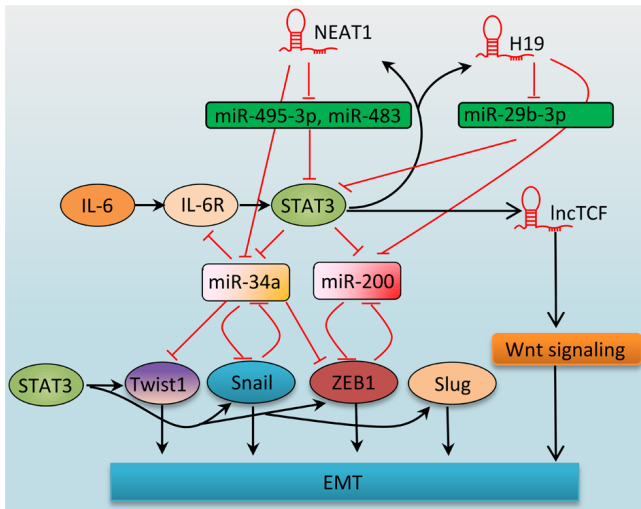 NEAT1
H19
miR-495-3p, miR-483
miR-29b-3p
IL-6
IL-6R
STAT3
lncTCF
miR-34a
miR-200
Wnt signaling
STAT3
Twist1
Snail
ZEB1
Slug
EMT